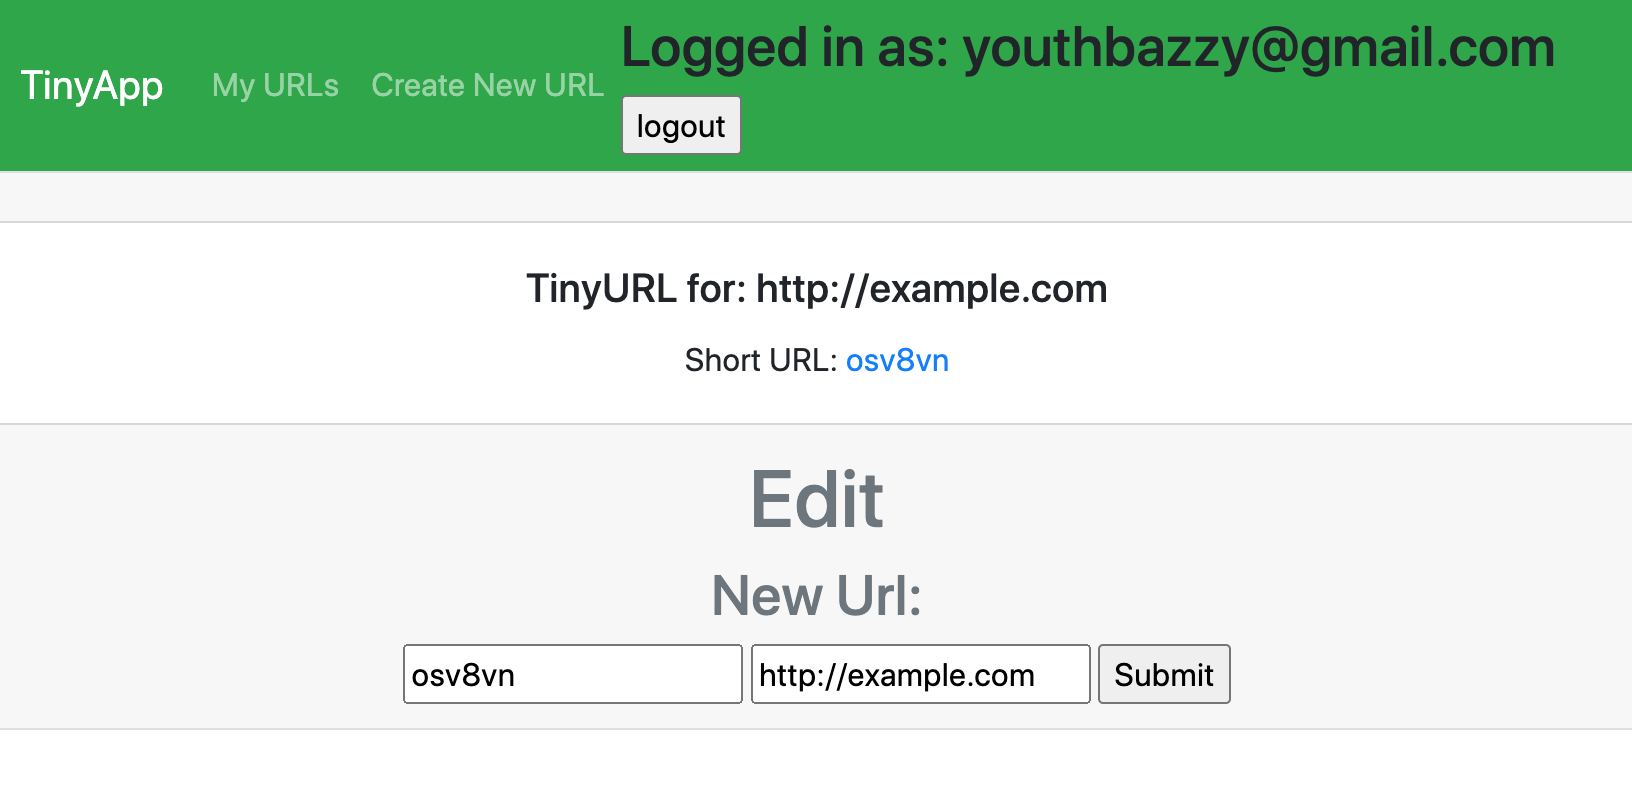 TinyApp My URLs Create New URL
Logged in as: youthbazzy@gmail.com
logout
TinyURL for: http://example.com
Short URL: osv8vn
Edit
New Url:
osv8vn http://example.com Submit